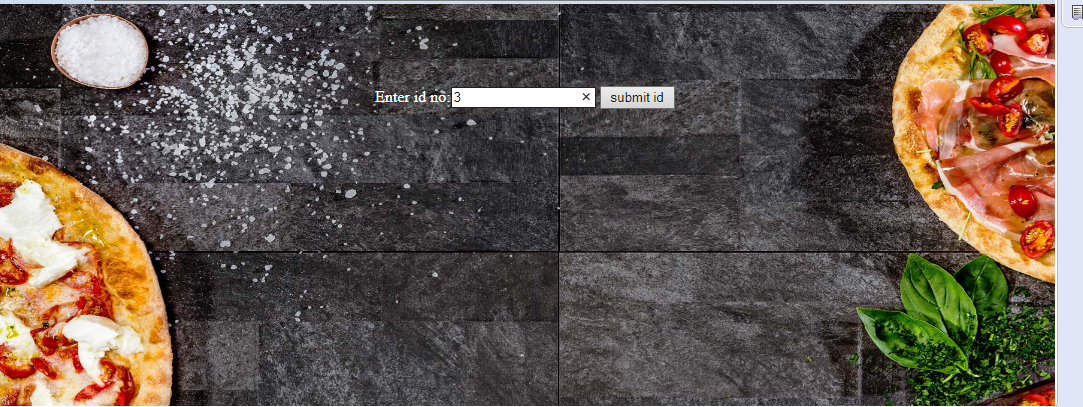 Enter id no: 3 × submit id